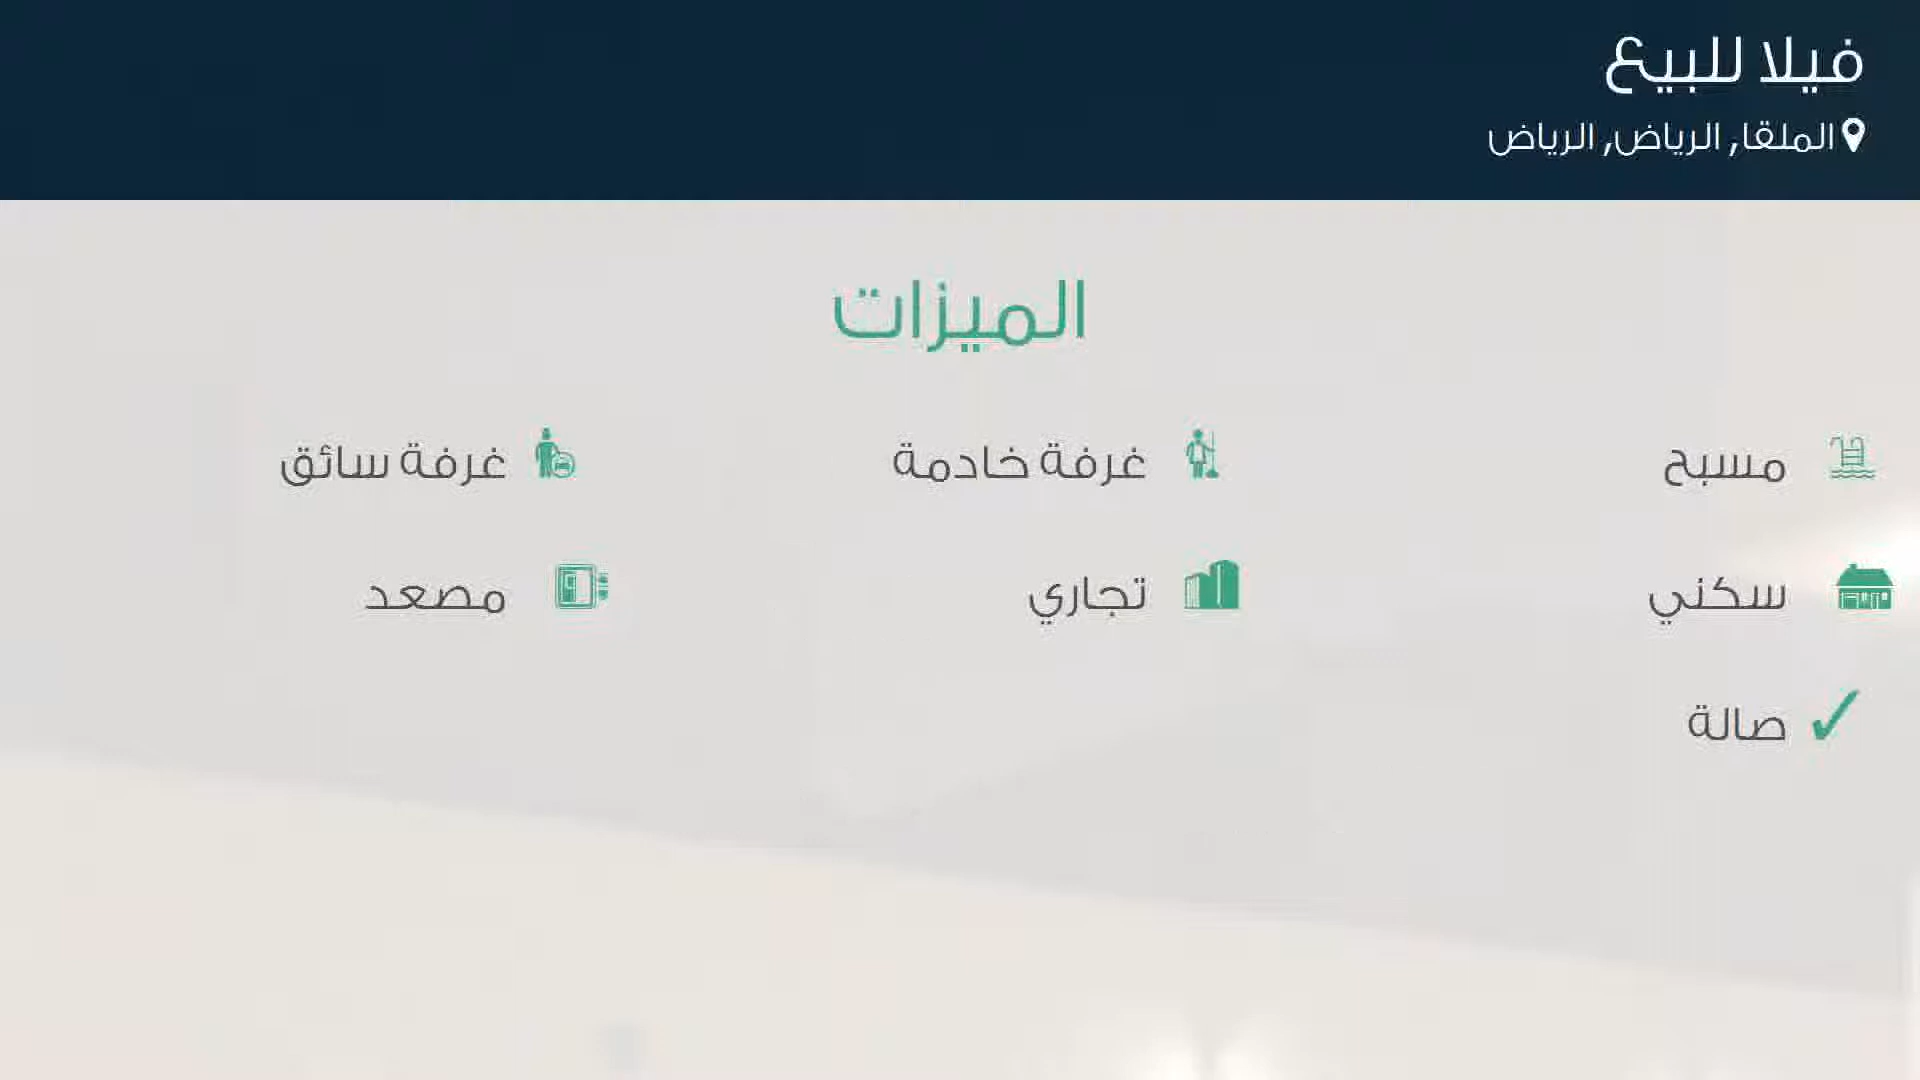 فيلا للبيع
الملقا, الرياض, الرياض
الميزات
مسبح
غرفة خادمة
غرفة سائق
سكني
تجاري
مصعد
صالة